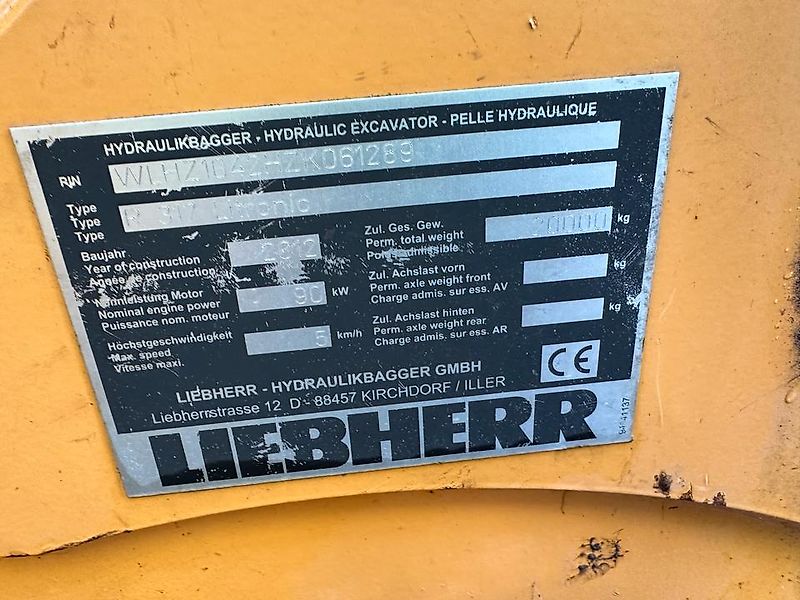 HYDRAULIKBAGGER - HYDRAULIC EXCAVATOR - PELLE HYDRAULIQUE
PIN WLHZ1042HZK061289
Type
Type
Type R 317 Litronic
Baujahr
Year of construction
Année de construction 2012
Nennleistung Motor
Nominal engine power
Puissance nom. moteur 90 kW
Höchstgeschwindigkeit
Max. speed
Vitesse maxi. 5 km/h
Zul. Ges. Gew.
Perm. total weight
Poids admissible 20000 kg
Zul. Achslast vorn
Perm. axle weight front
Charge admis. sur ess. AV kg
Zul. Achslast hinten
Perm. axle weight rear
Charge admis. sur ess. AR kg
CE
LIEBHERR - HYDRAULIKBAGGER GMBH
Liebherrstrasse 12 D - 88457 KIRCHDORF / ILLER
LIEBHERR